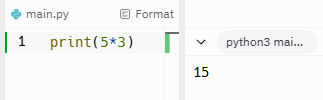 main.py
Format
1 print(5*3)
python3 mai...
15